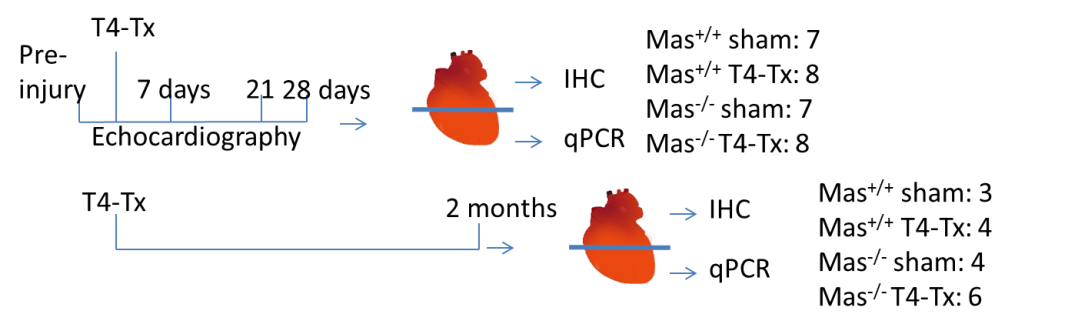 T4-Tx
Pre-
injury
7 days
21 28 days
Echocardiography
IHC
qPCR
Mas+/+ sham: 7
Mas+/+ T4-Tx: 8
Mas-/- sham: 7
Mas-/- T4-Tx: 8
T4-Tx
2 months
IHC
qPCR
Mas+/+ sham: 3
Mas+/+ T4-Tx: 4
Mas-/- sham: 4
Mas-/- T4-Tx: 6